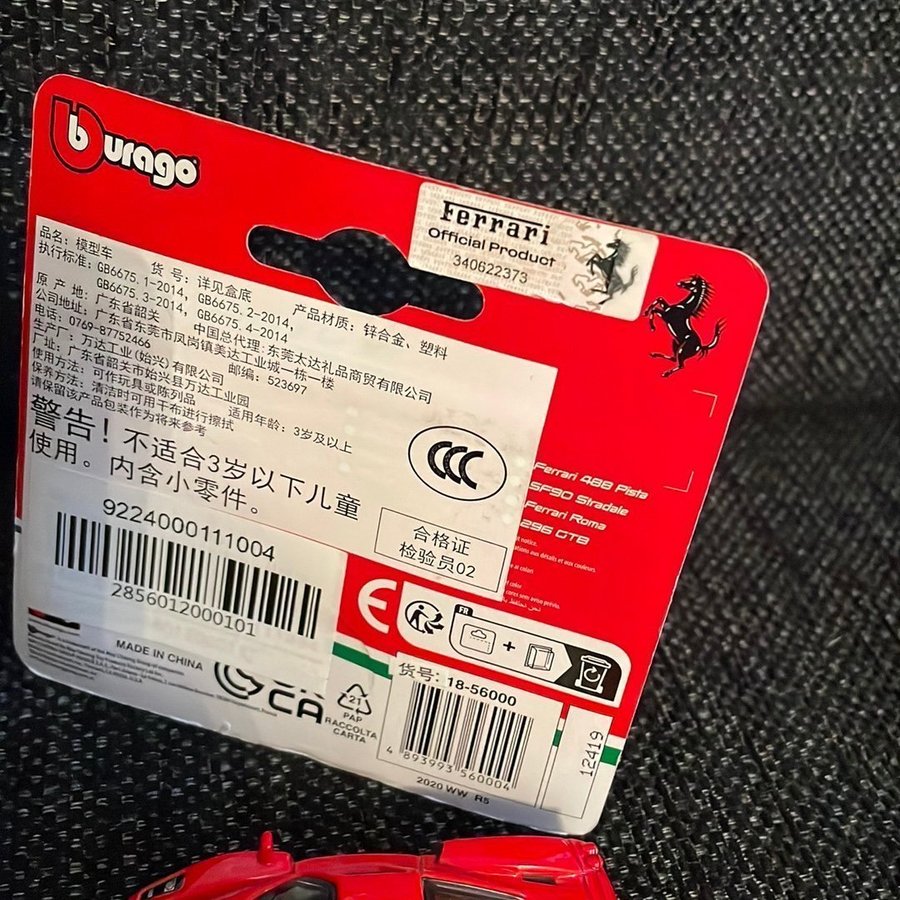 burago
Ferrari
Official Product
340622373
品名：模型车
货 号：详见盒底
产品材质：锌合金、塑料
执行标准：GB6675.1-2014，GB6675.2-2014，
GB6675.3-2014，GB6675.4-2014
原 产 地：广东省韶关
中国总代理：东莞大达礼品商贸有限公司
公司地址：广东省东莞市凤岗镇美达工业城一栋一楼
电话：0769-87752466
邮编：523697
生产厂：万达工业(始兴)有限公司
厂址：广东省韶关市始兴县万达工业园
使用方法：可作玩具或陈列品
适用年龄：3岁及以上
保养方法：清洁时可用干布进行擦拭
请保留该产品包装作为将来参考
警告！不适合3岁以下儿童
使用。内含小零件。
CCC
合格证
检验员02
Ferrari 488 Pista
SF90 Stradale
Ferrari Roma
296 GTB
9224000111004
2856012000101
CE
FR
+
MADE IN CHINA
CA
21
PAP
RACCOLTA
CARTA
货号：18-56000
4 893993 560004
2020 WW R5
12419